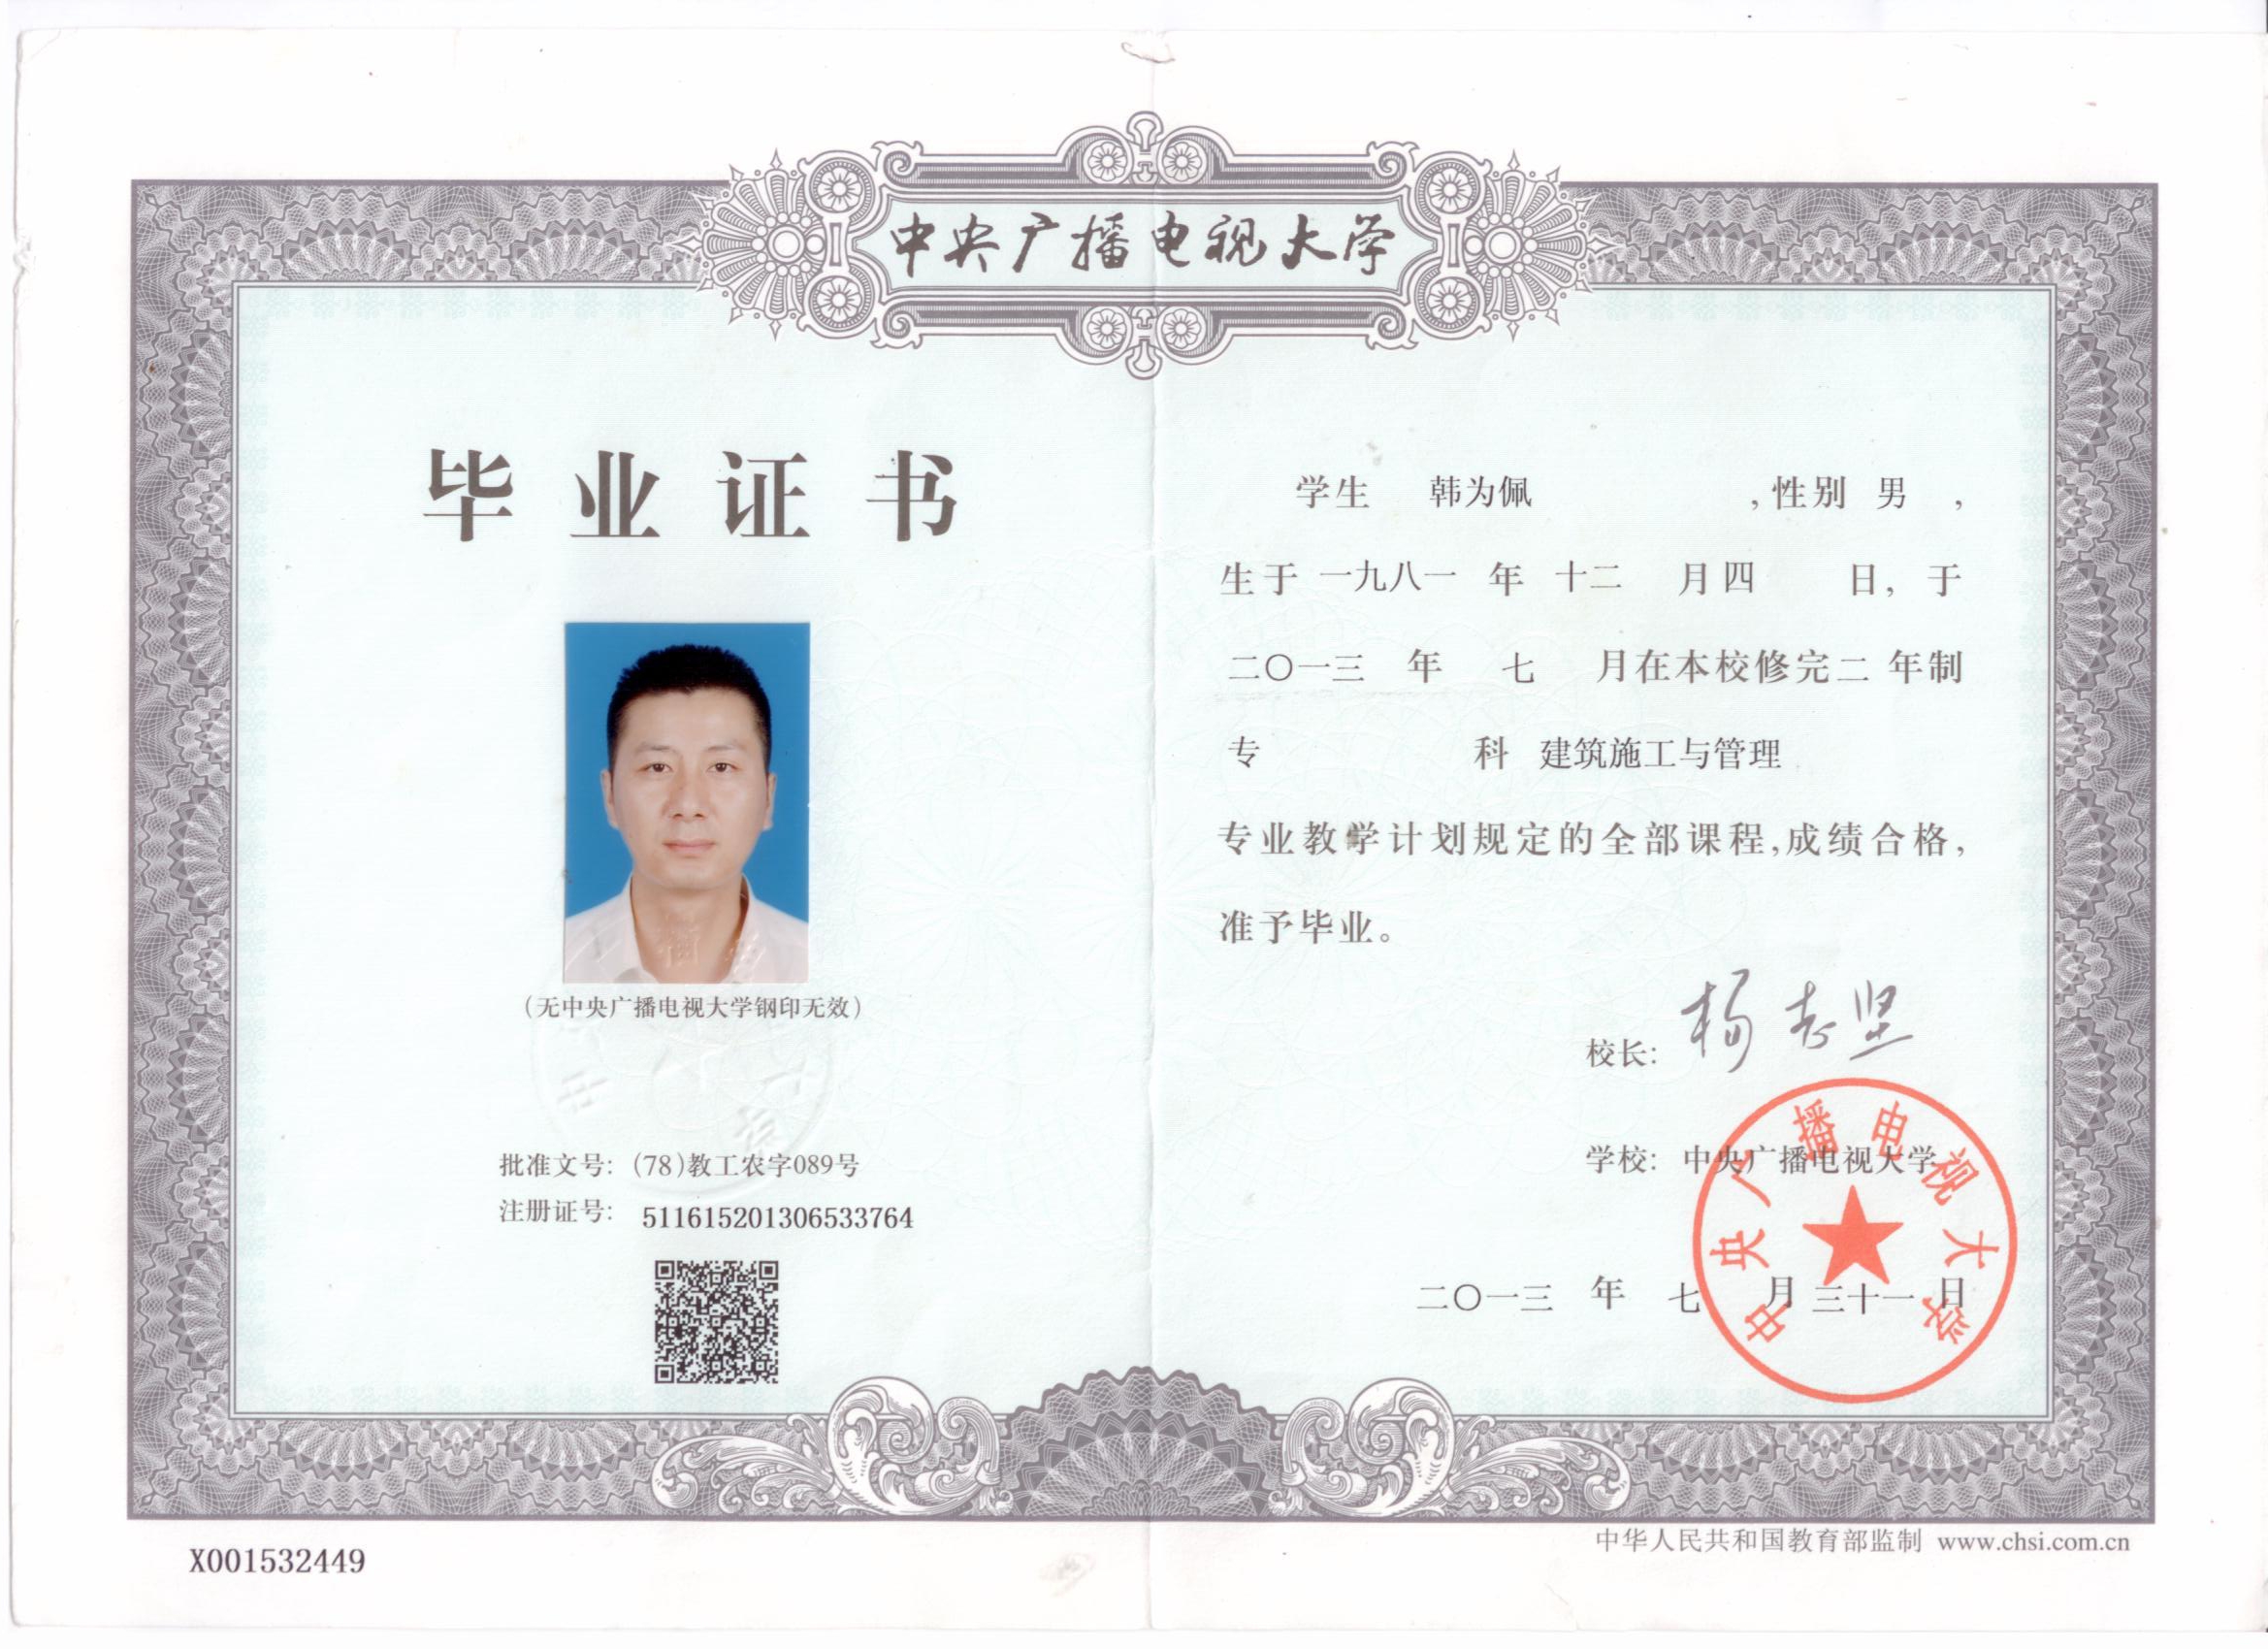 中央广播电视大学
毕业证书
(无中央广播电视大学钢印无效)
批准文号: (78)教工农字089号
注册证号: 511615201306533764
学生 韩为佩 , 性别 男 ,
生于 一九八一 年 十二 月 四 日, 于
二〇一三 年 七 月在本校修完二 年制
专 科 建筑施工与管理
专业教学计划规定的全部课程,成绩合格,
准予毕业。
校长: 杨志坚
学校: 中央广播电视大学
中央广播电视大学
二〇一三 年 七 月 三十一 日
X001532449
中华人民共和国教育部监制 www.chsi.com.cn